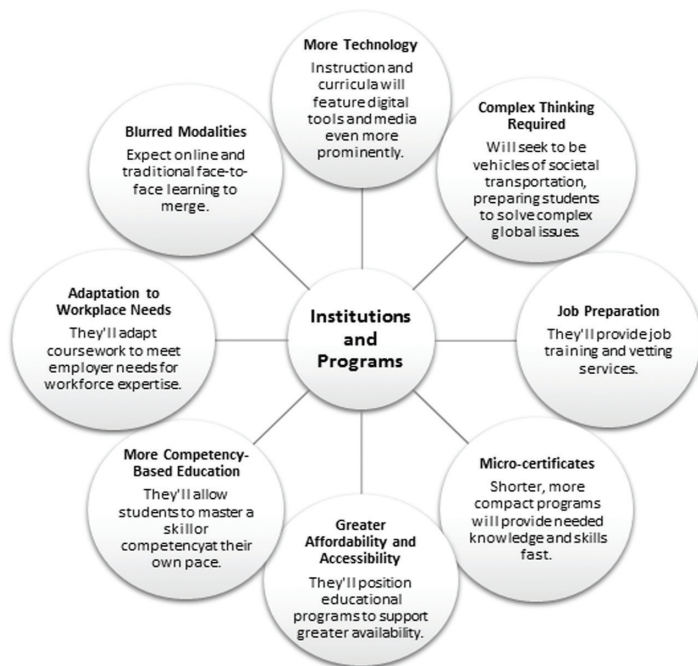 More Technology
Instruction and
curricula will
feature digital
tools and media
even more
prominently.
Complex Thinking
Required
Will seek to be
vehicles of societal
transportation,
preparing students
to solve complex
global issues.
Job Preparation
They'll provide job
training and vetting
services.
Micro-certificates
Shorter, more
compact programs
will provide needed
knowledge and skills
fast.
Greater
Affordability and
Accessibility
They'll position
educational
programs to support
greater availability.
More Competency-
Based Education
They'll allow
students to master a
skillor
competencyat their
own pace.
Adaptation to
Workplace Needs
They'll adapt
coursework to meet
employer needs for
workforce expertise.
Blurred Modalities
Expect online and
traditional face-to-
face learning to
merge.
Institutions
and
Programs